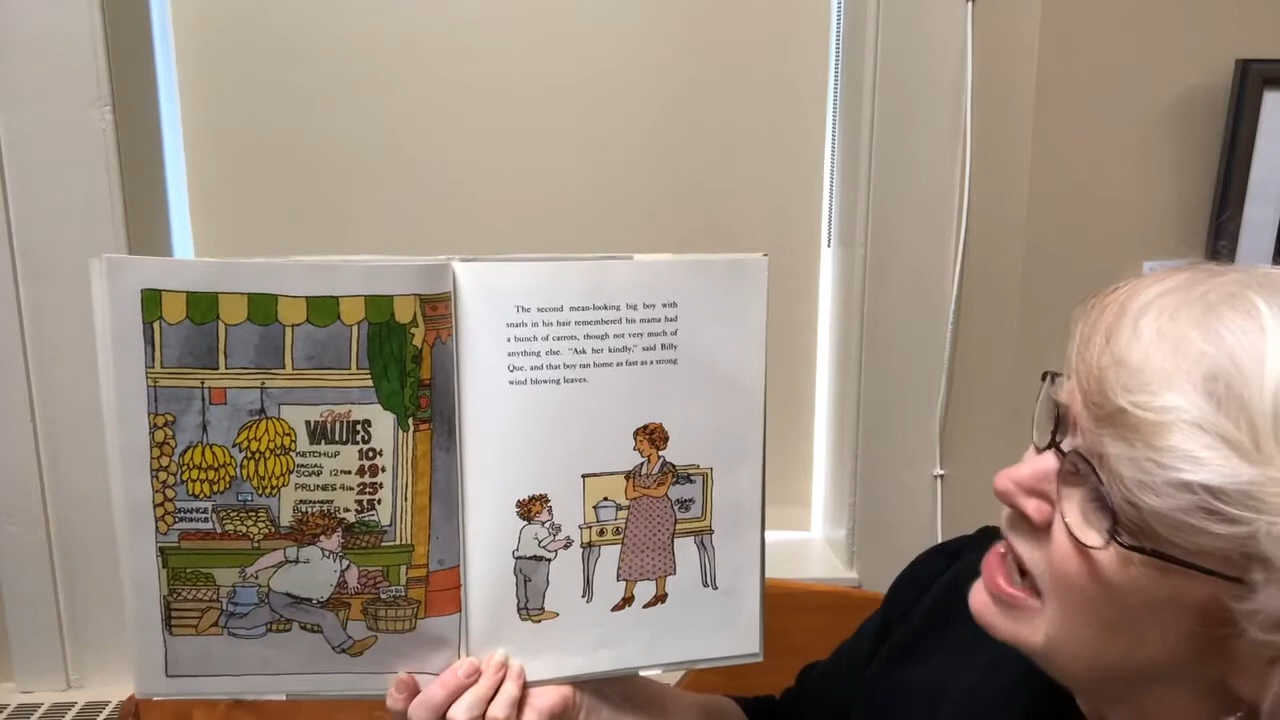 Best
VALUES
KETCHUP 10¢
FACIAL
SOAP 12 FOR 49¢
PRUNES 4 lb 25¢
CREAMERY
BUTTER lb 35¢
ORANGE
DRINKS
The second mean-looking big boy with
snarls in his hair remembered his mama had
a bunch of carrots, though not very much of
anything else. "Ask her kindly," said Billy
Que, and that boy ran home as fast as a strong
wind blowing leaves.